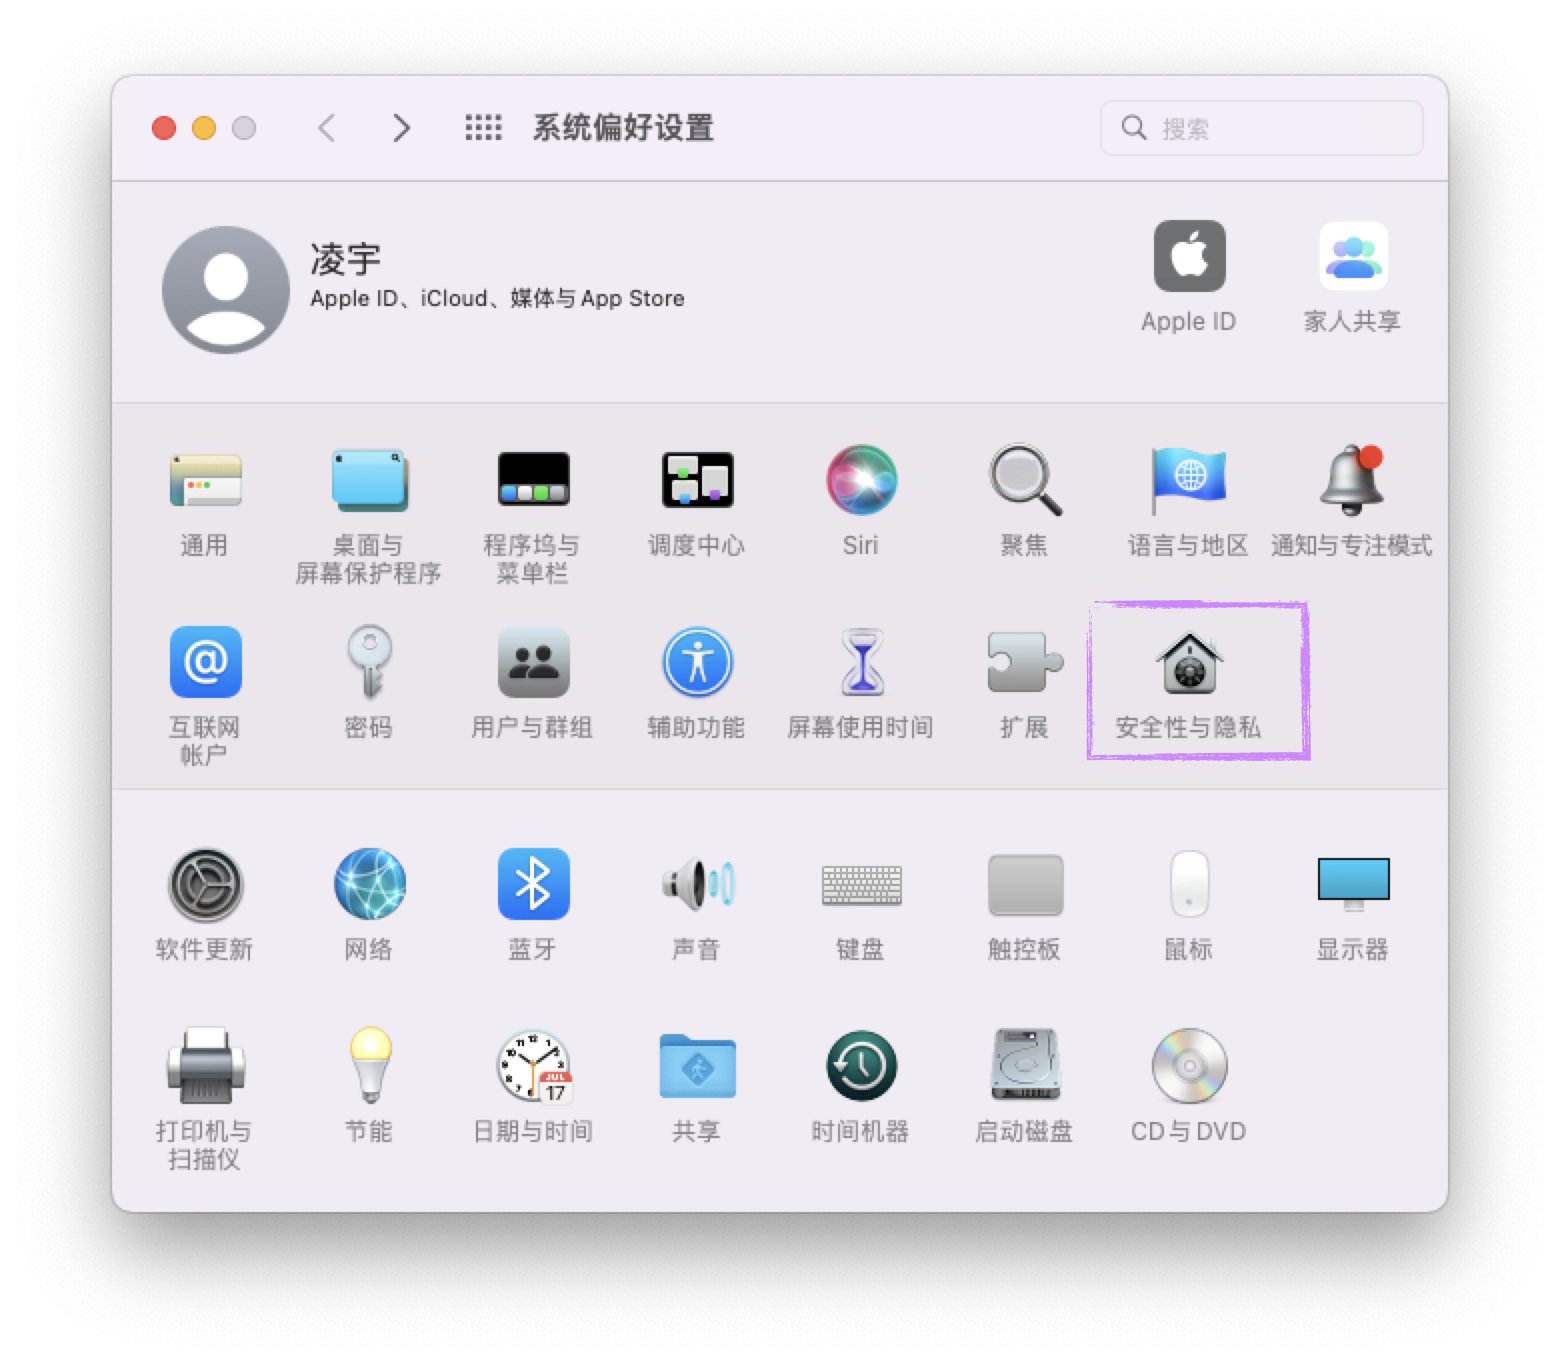 系统偏好设置
搜索
凌宇
Apple ID、iCloud、媒体与 App Store
Apple ID
家人共享
通用
桌面与
屏幕保护程序
程序坞与
菜单栏
调度中心
Siri
聚焦
语言与地区
通知与专注模式
互联网
帐户
密码
用户与群组
辅助功能
屏幕使用时间
扩展
安全性与隐私
软件更新
网络
蓝牙
声音
键盘
触控板
鼠标
显示器
打印机与
扫描仪
节能
JUL
17
日期与时间
共享
时间机器
启动磁盘
CD 与 DVD